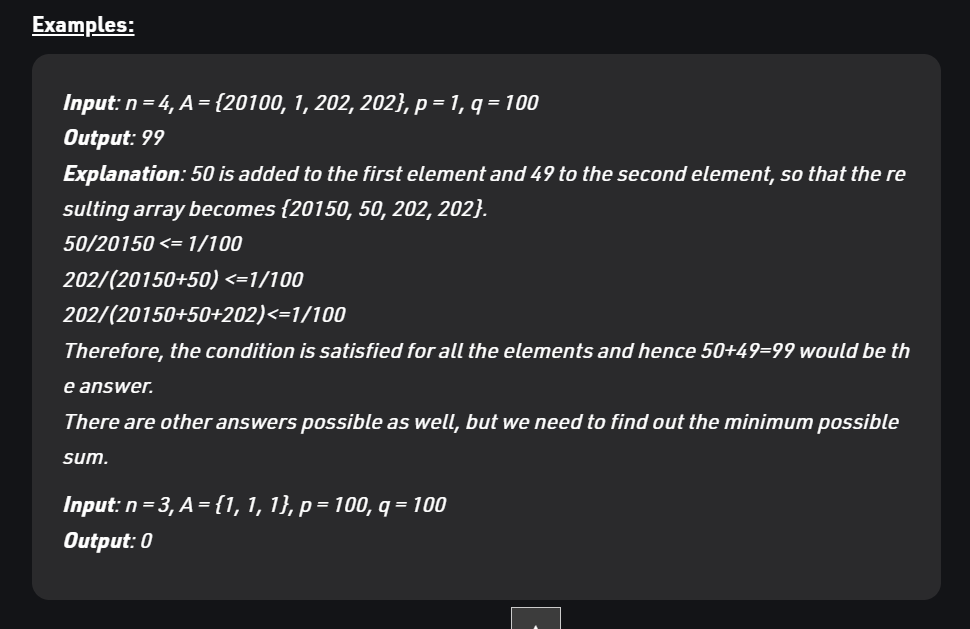 Examples:
Input: n = 4, A = {20100, 1, 202, 202}, p = 1, q = 100
Output: 99
Explanation: 50 is added to the first element and 49 to the second element, so that the re
sulting array becomes {20150, 50, 202, 202}.
50/20150 <= 1/100
202/(20150+50) <=1/100
202/(20150+50+202)<=1/100
Therefore, the condition is satisfied for all the elements and hence 50+49=99 would be th
e answer.
There are other answers possible as well, but we need to find out the minimum possible
sum.
Input: n = 3, A = {1, 1, 1}, p = 100, q = 100
Output: 0